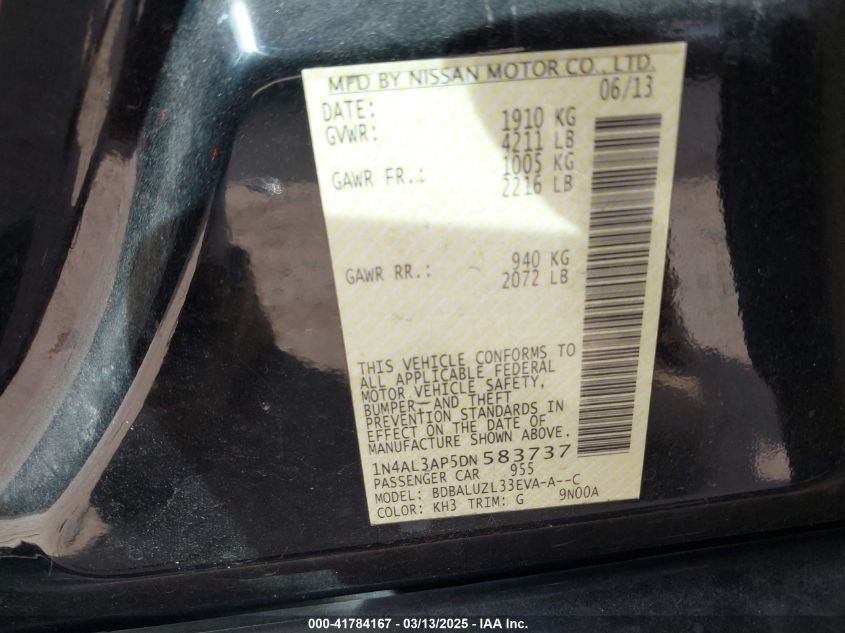 MFD BY NISSAN MOTOR CO., LTD.
DATE: 06/13
GVWR: 1910 KG
4211 LB
GAWR FR.: 1005 KG
2216 LB
GAWR RR.: 940 KG
2072 LB
THIS VEHICLE CONFORMS TO
ALL APPLICABLE FEDERAL
MOTOR VEHICLE SAFETY,
BUMPER AND THEFT
PREVENTION STANDARDS IN
EFFECT ON THE DATE OF
MANUFACTURE SHOWN ABOVE.
1N4AL3AP5DN583737
PASSENGER CAR 955
MODEL: BDBALUZL33EVA-A--C
COLOR: KH3 TRIM: G 9N00A
000-41784167 - 03/13/2025 - IAA Inc.